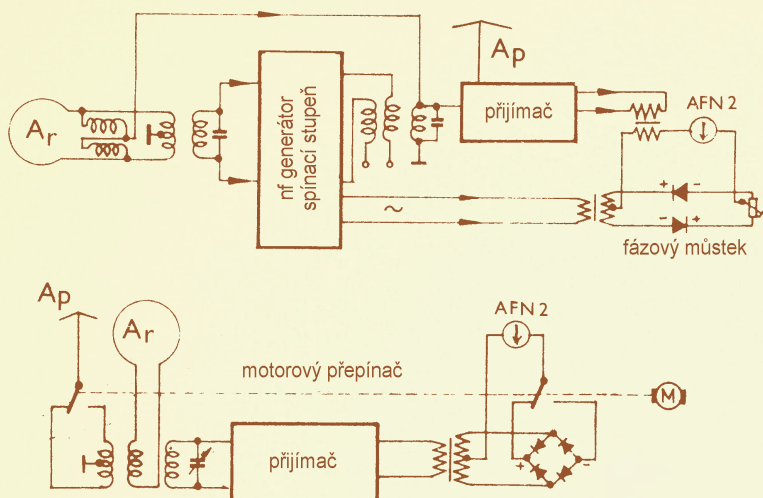 Ap
Ar
nf generátor
spínací stupeň
přijímač
AFN 2
~
+ -
- +
fázový můstek
Ap
Ar
AFN 2
motorový přepínač
M
přijímač
+ -